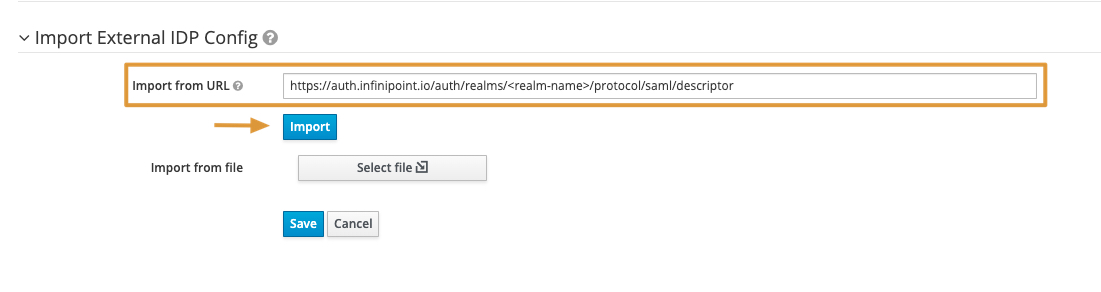 Import External IDP Config
Import from URL https://auth.infinipoint.io/auth/realms/<realm-name>/protocol/saml/descriptor
Import
Import from file Select file
Save Cancel